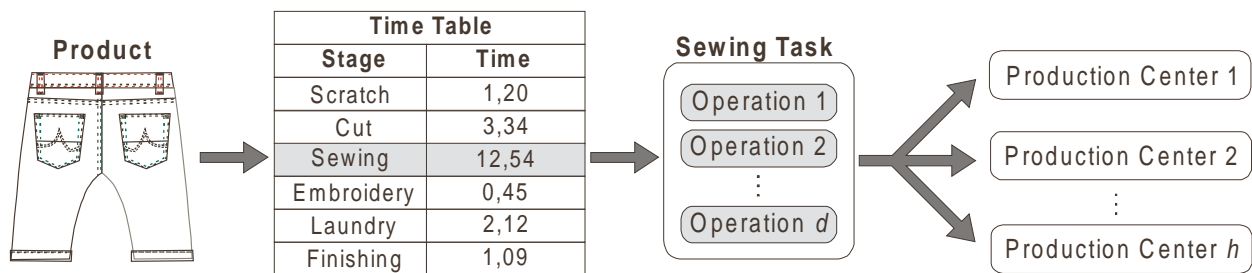 Product
Time Table
Stage Time
Scratch 1,20
Cut 3,34
Sewing 12,54
Embroidery 0,45
Laundry 2,12
Finishing 1,09
Sewing Task
Operation 1
Operation 2
⋮
Operation d
Production Center 1
Production Center 2
⋮
Production Center h